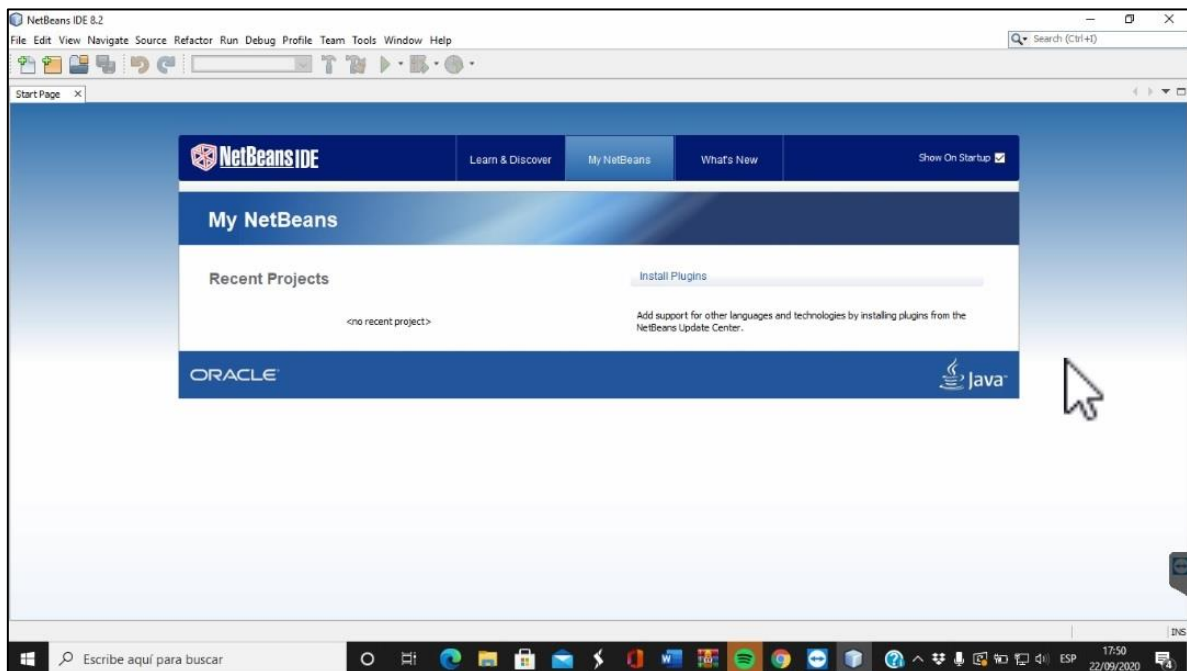 NetBeans IDE 8.2
File Edit View Navigate Source Refactor Run Debug Profile Team Tools Window Help
Search (Ctrl+I)
Start Page
NetBeans IDE
Learn & Discover
My NetBeans
What's New
Show On Startup
My NetBeans
Recent Projects
Install Plugins
<no recent project>
Add support for other languages and technologies by installing plugins from the
NetBeans Update Center.
ORACLE
Java
INS
Escribe aquí para buscar
ESP
17:50
22/09/2020
4